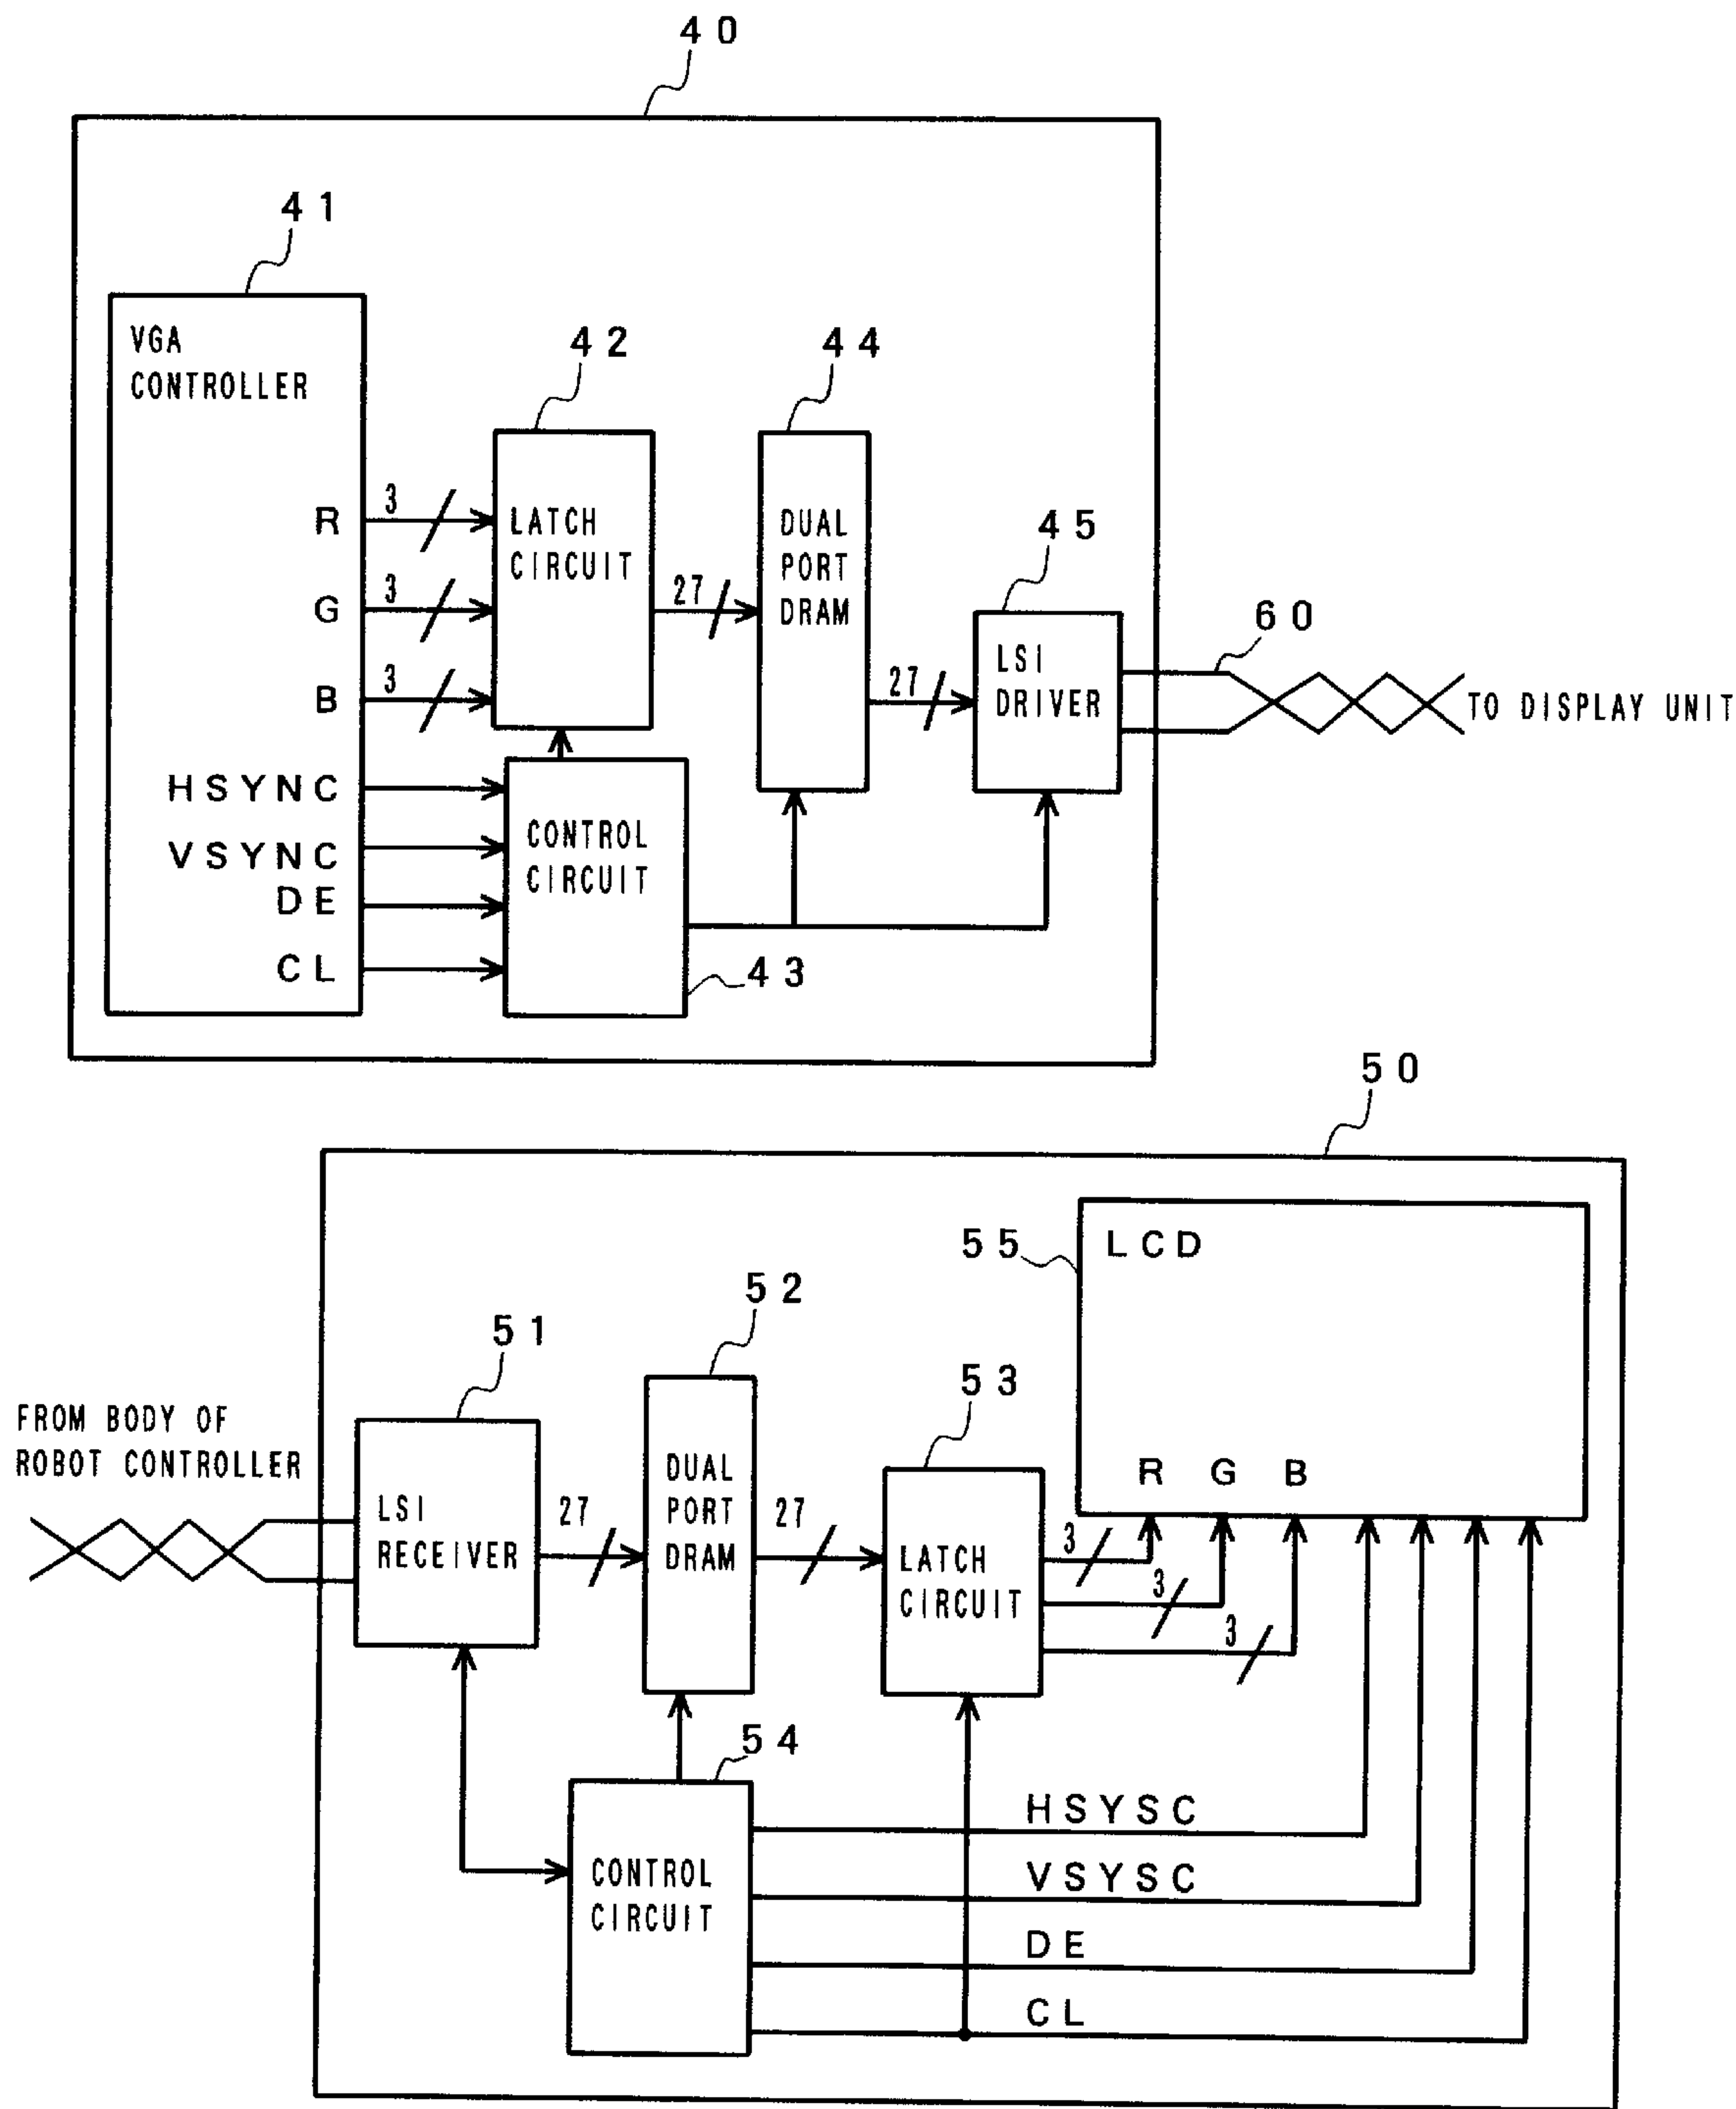 40
41
VGA
CONTROLLER
42
44
R
3
LATCH
CIRCUIT
DUAL
PORT
DRAM
45
G
3
27
60
B
3
27
LSI
DRIVER
TO DISPLAY UNIT
HSYNC
VSYNC
DE
CL
CONTROL
CIRCUIT
43
50
55
LCD
52
51
53
FROM BODY OF
ROBOT CONTROLLER
R G B
LSI
RECEIVER
27
DUAL
PORT
DRAM
27
LATCH
CIRCUIT
3
3
3
54
CONTROL
CIRCUIT
HSYSC
VSYSC
DE
CL